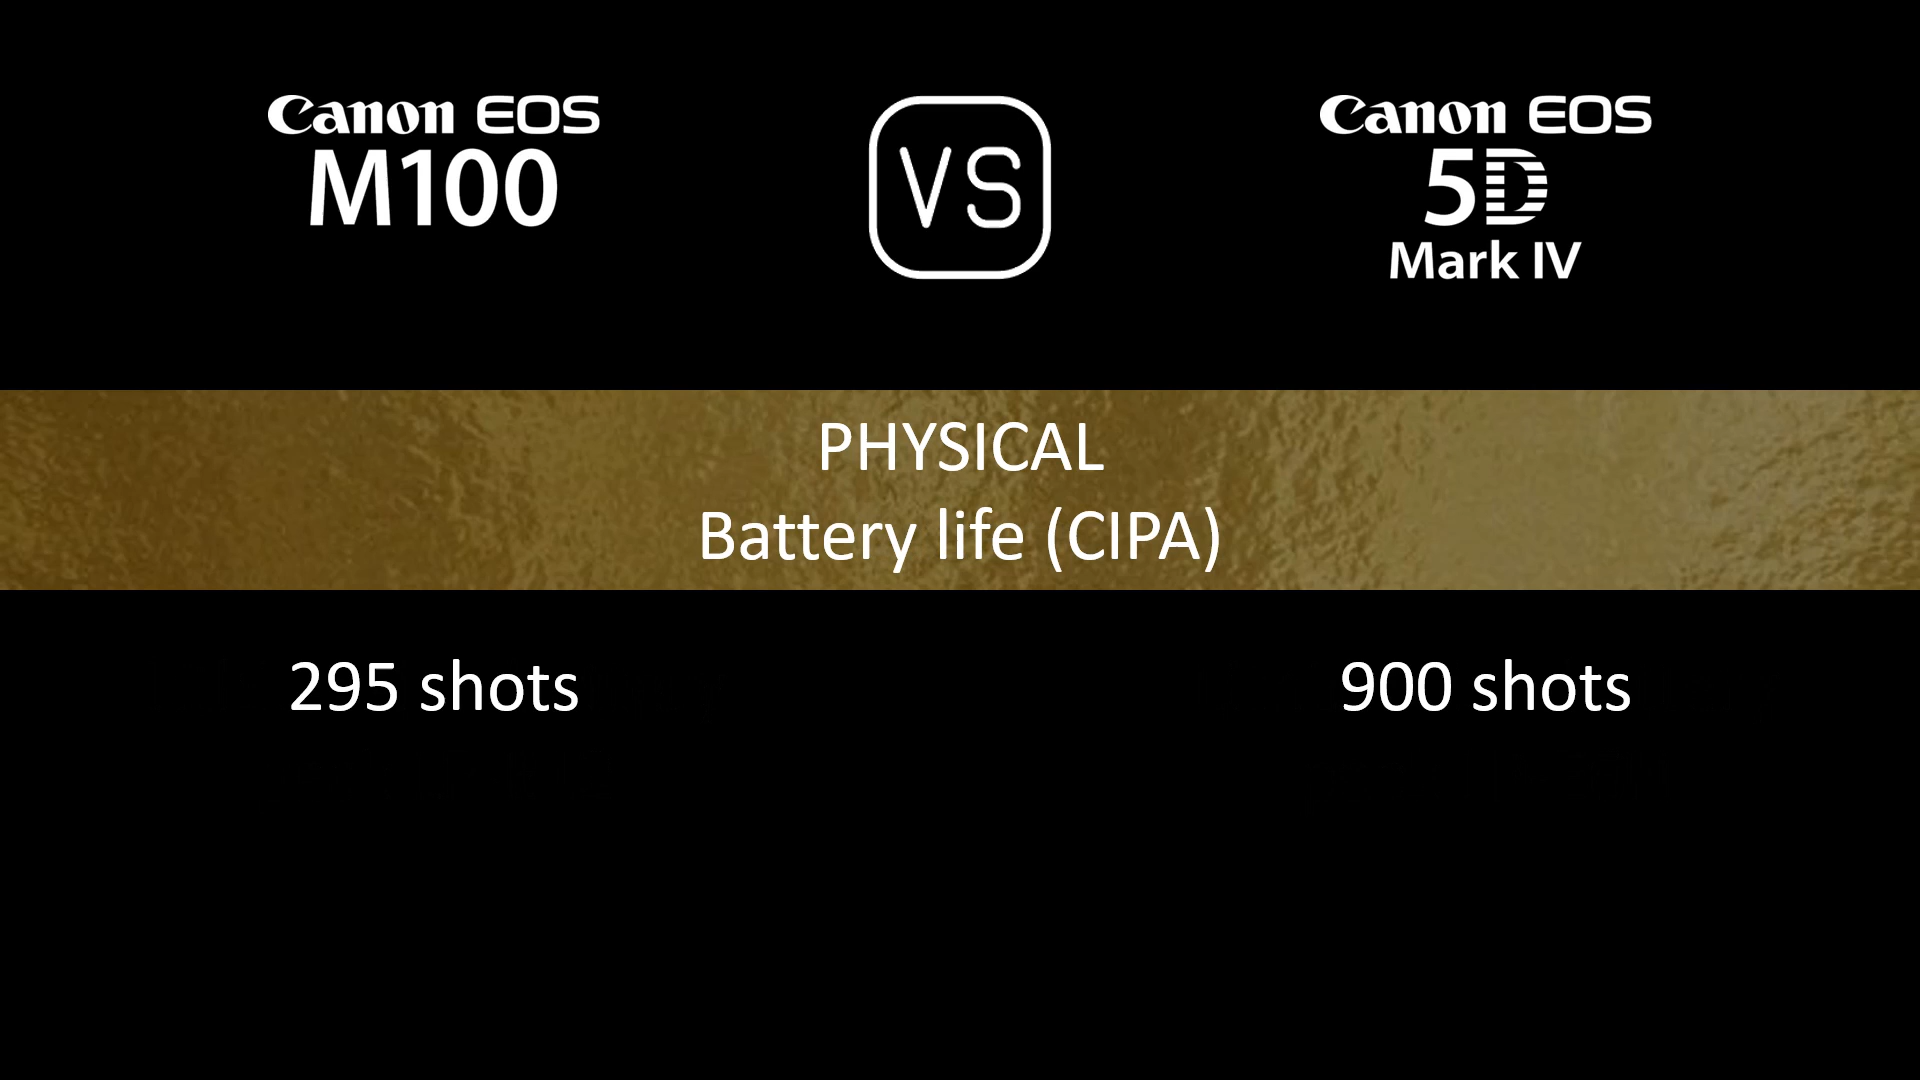 Canon EOS
M100
VS
Canon EOS
5D
Mark IV
PHYSICAL
Battery life (CIPA)
295 shots
900 shots